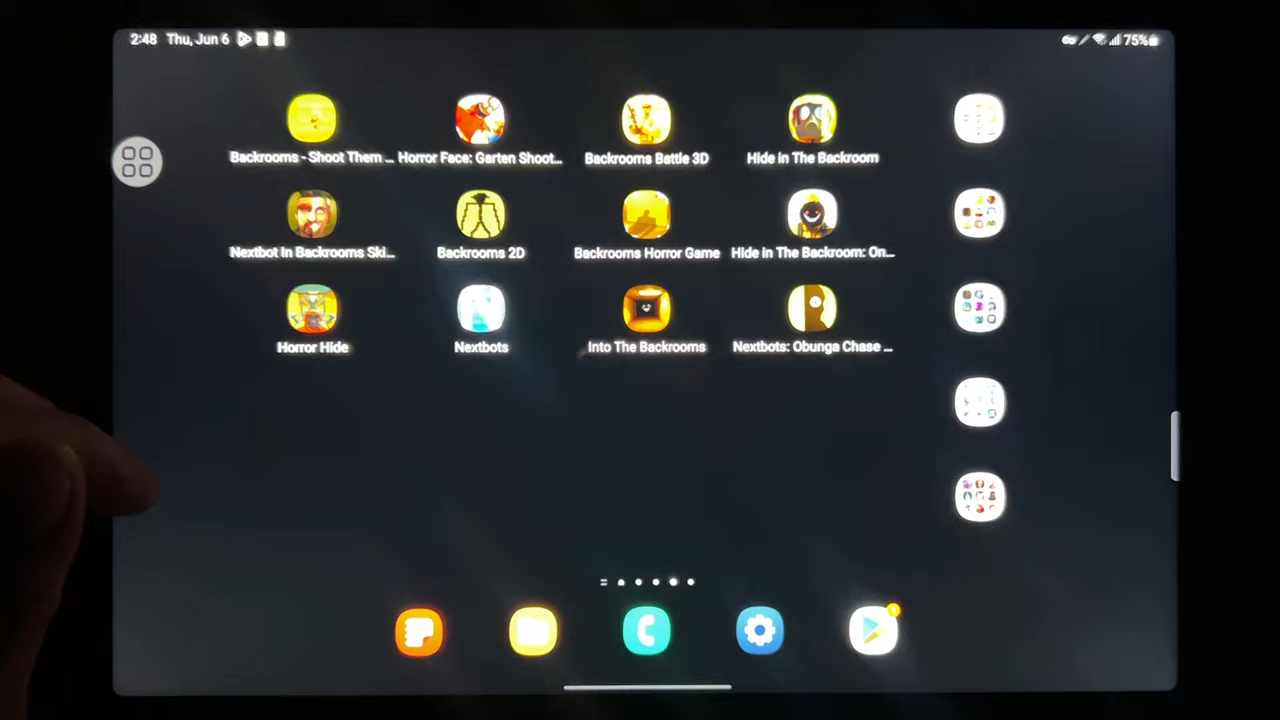 2:48 Thu, Jun 6
75%
Backrooms - Shoot Them ...
Horror Face: Garten Shoot...
Backrooms Battle 3D
Hide in The Backroom
Nextbot In Backrooms Ski...
Backrooms 2D
Backrooms Horror Game
Hide in The Backroom: On...
Horror Hide
Nextbots
Into The Backrooms
Nextbots: Obunga Chase ...